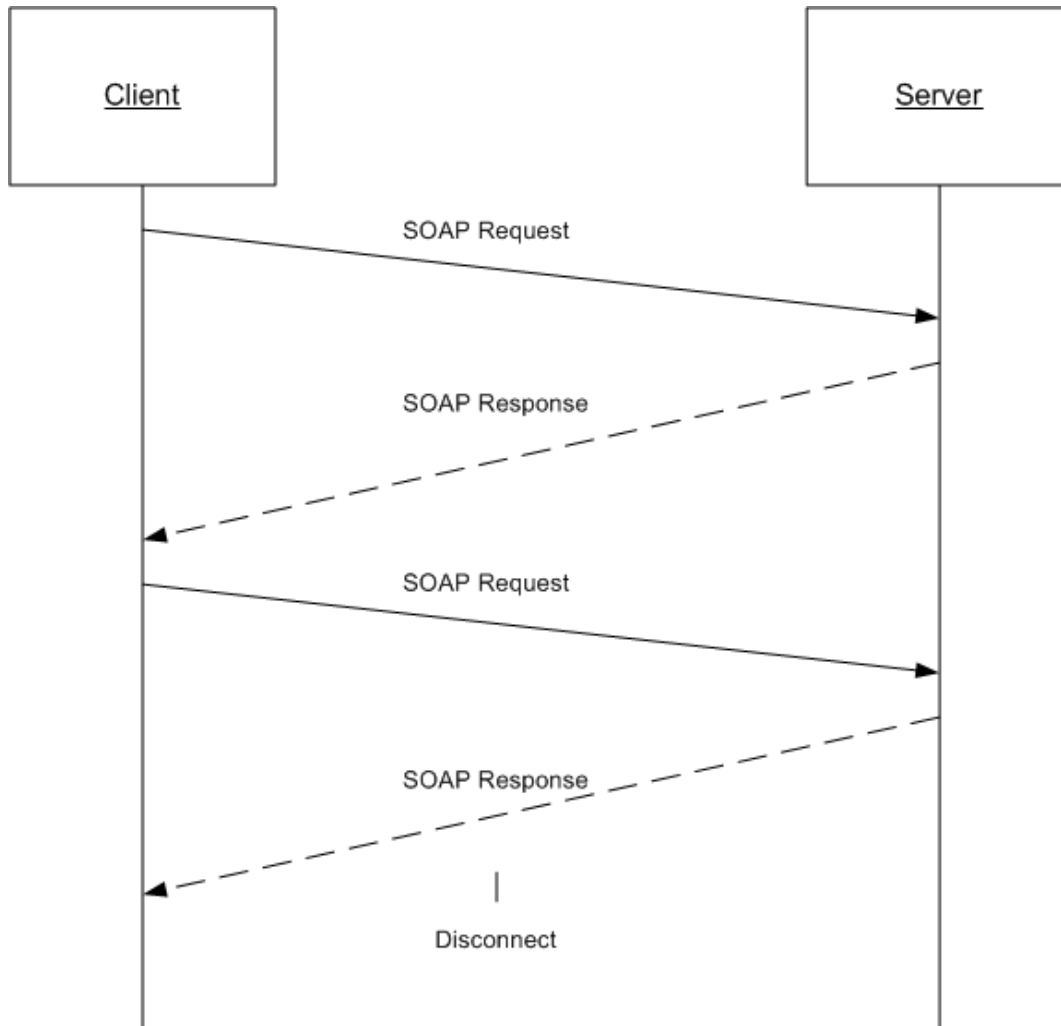 Client
Server
SOAP Request
SOAP Response
SOAP Request
SOAP Response
Disconnect